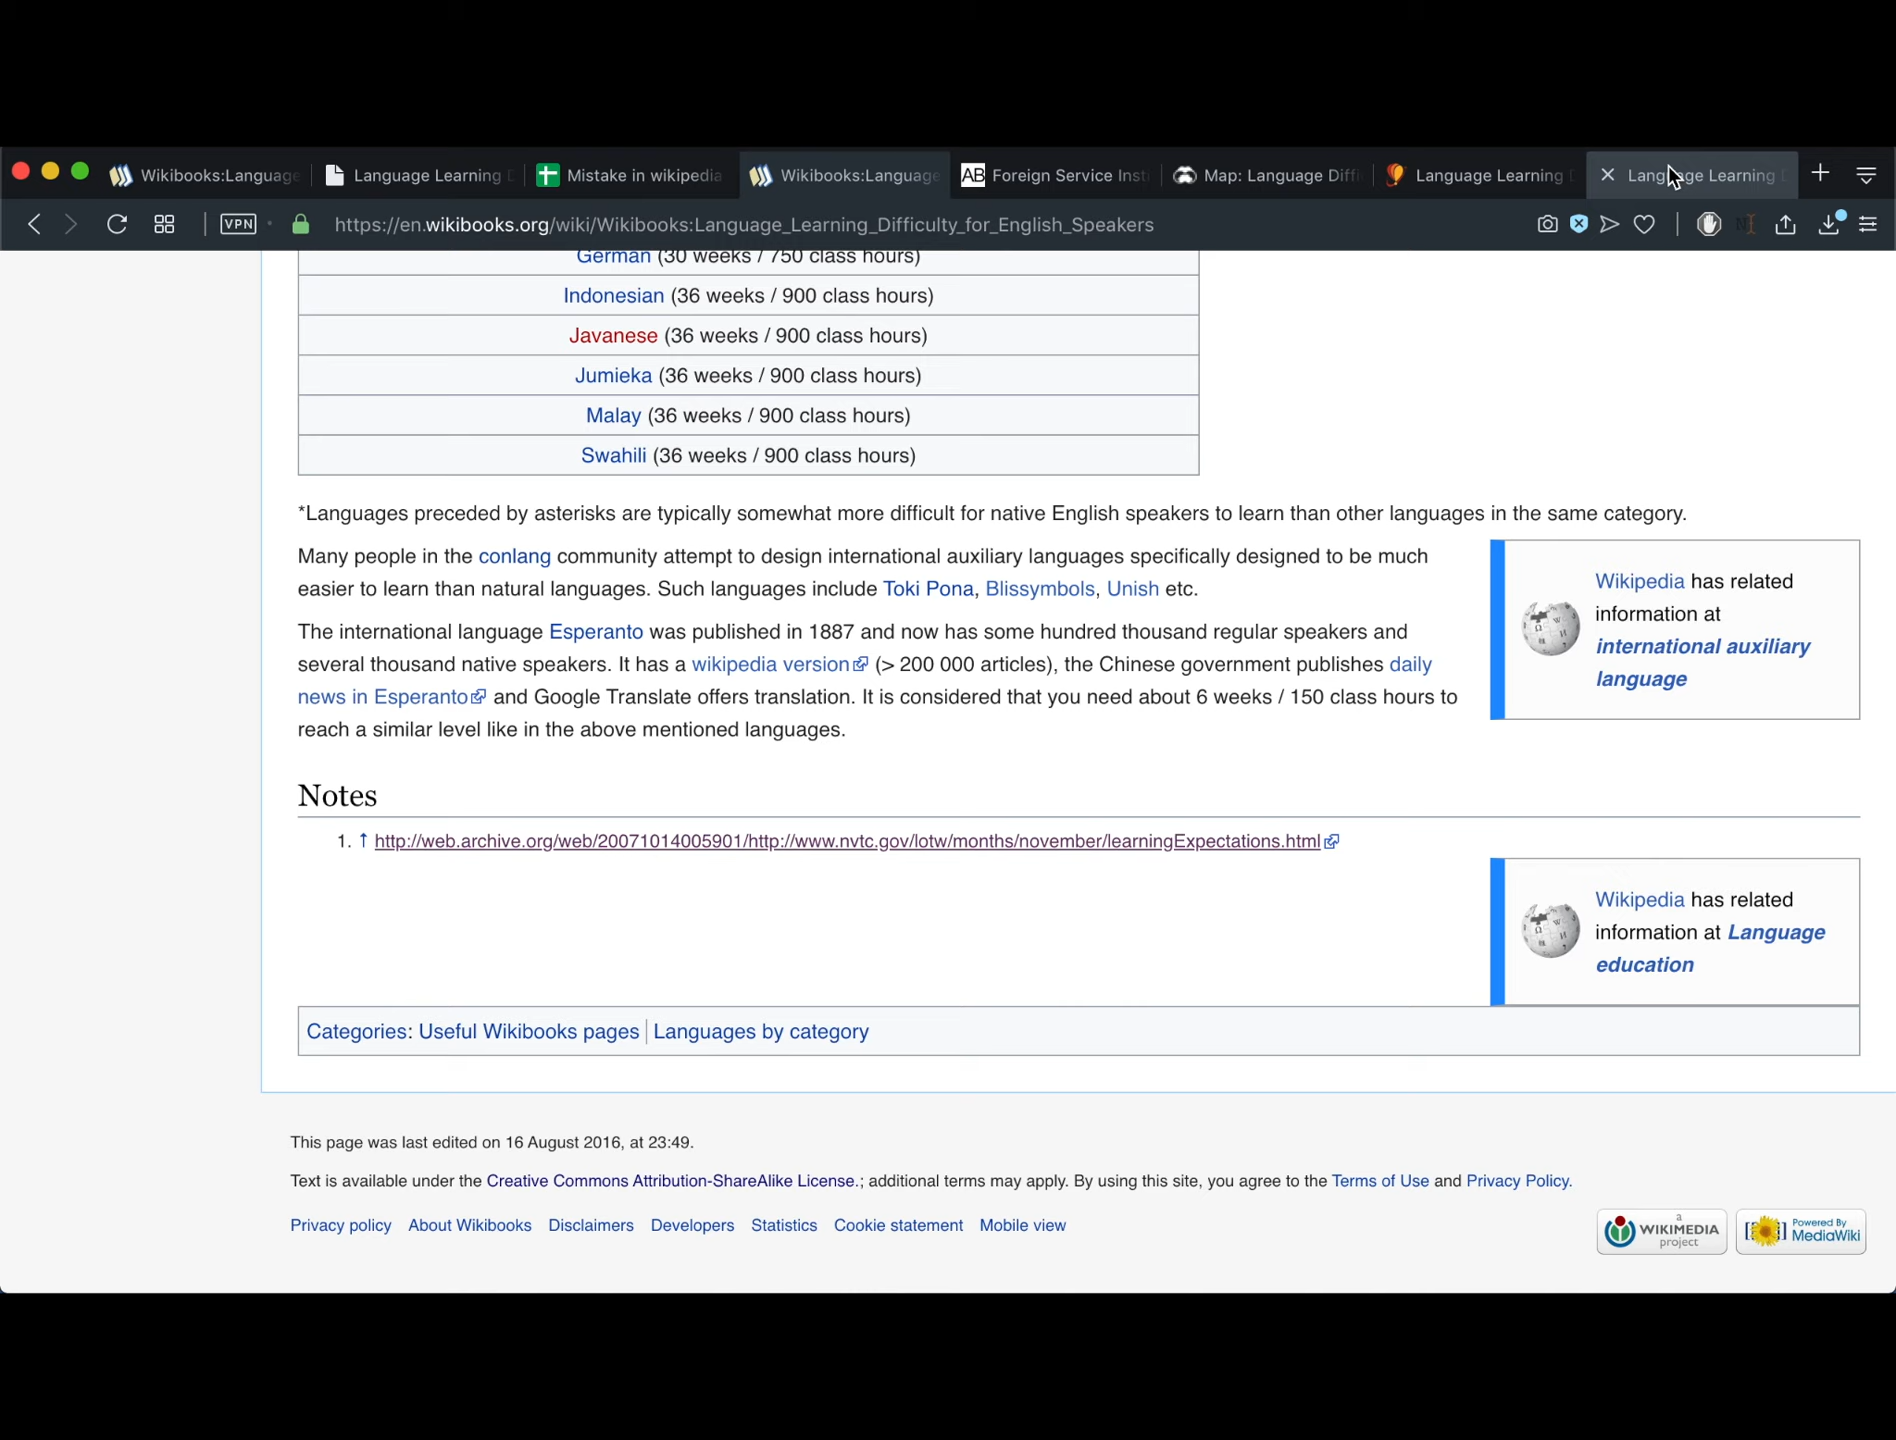 Wikibooks:Language
Language Learning D
Mistake in wikipedia
Wikibooks:Language
AB Foreign Service Inst
Map: Language Diffi
Language Learning
Language Learning D
VPN
https://en.wikibooks.org/wiki/Wikibooks:Language_Learning_Difficulty_for_English_Speakers
German (30 weeks / 750 class hours)
Indonesian (36 weeks / 900 class hours)
Javanese (36 weeks / 900 class hours)
Jumieka (36 weeks / 900 class hours)
Malay (36 weeks / 900 class hours)
Swahili (36 weeks / 900 class hours)
*Languages preceded by asterisks are typically somewhat more difficult for native English speakers to learn than other languages in the same category.
Many people in the conlang community attempt to design international auxiliary languages specifically designed to be much
easier to learn than natural languages. Such languages include Toki Pona, Blissymbols, Unish etc.
The international language Esperanto was published in 1887 and now has some hundred thousand regular speakers and
several thousand native speakers. It has a wikipedia version (> 200 000 articles), the Chinese government publishes daily
news in Esperanto and Google Translate offers translation. It is considered that you need about 6 weeks / 150 class hours to
reach a similar level like in the above mentioned languages.
Wikipedia has related
information at
international auxiliary
language
Notes
1. ↑ http://web.archive.org/web/20071014005901/http://www.nvtc.gov/lotw/months/november/learningExpectations.html
Wikipedia has related
information at Language
education
Categories: Useful Wikibooks pages | Languages by category
This page was last edited on 16 August 2016, at 23:49.
Text is available under the Creative Commons Attribution-ShareAlike License.; additional terms may apply. By using this site, you agree to the Terms of Use and Privacy Policy.
Privacy policy About Wikibooks Disclaimers Developers Statistics Cookie statement Mobile view
a
WIKIMEDIA
project
Powered By
MediaWiki